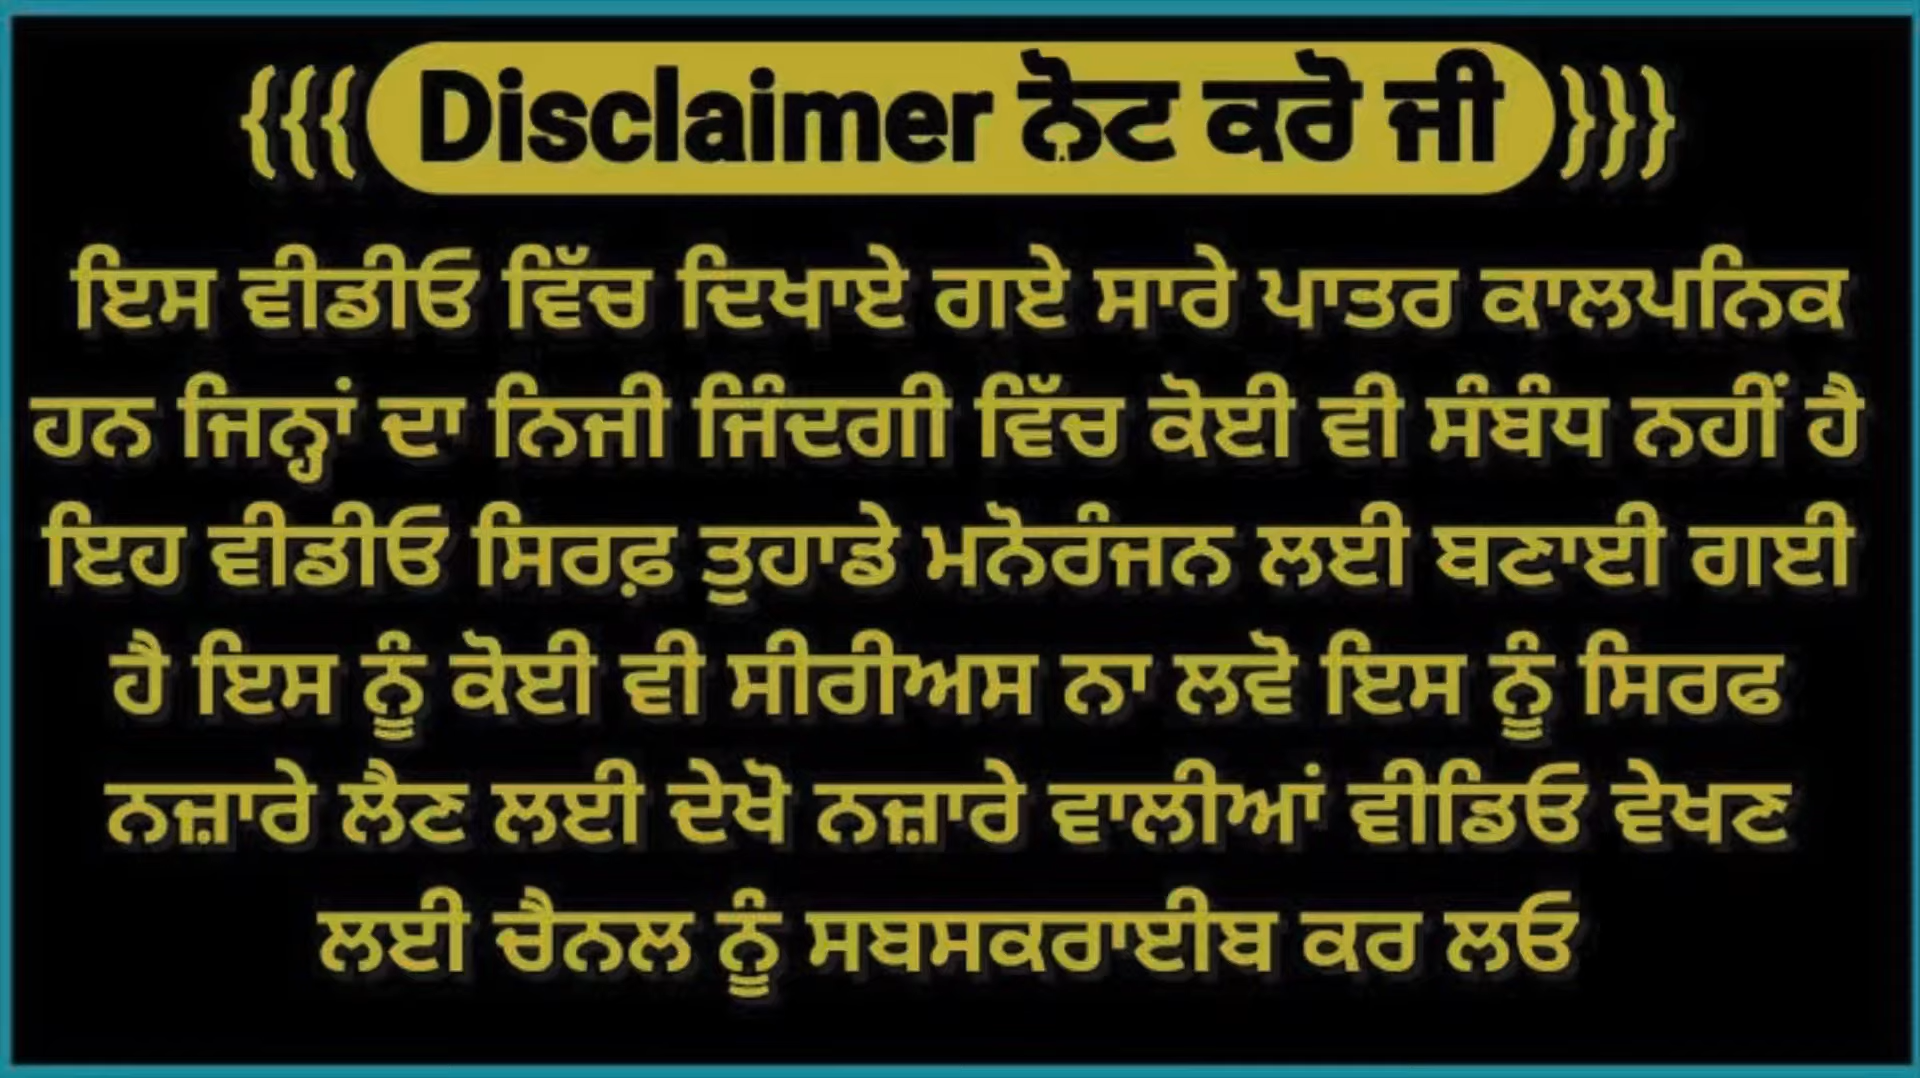 {{{ Disclaimer ਨੋਟ ਕਰੋ ਜੀ }}}
ਇਸ ਵੀਡੀਓ ਵਿੱਚ ਦਿਖਾਏ ਗਏ ਸਾਰੇ ਪਾਤਰ ਕਾਲਪਨਿਕ
ਹਨ ਜਿਨ੍ਹਾਂ ਦਾ ਨਿਜੀ ਜਿੰਦਗੀ ਵਿੱਚ ਕੋਈ ਵੀ ਸੰਬੰਧ ਨਹੀਂ ਹੈ
ਇਹ ਵੀਡੀਓ ਸਿਰਫ਼ ਤੁਹਾਡੇ ਮਨੋਰੰਜਨ ਲਈ ਬਣਾਈ ਗਈ
ਹੈ ਇਸ ਨੂੰ ਕੋਈ ਵੀ ਸੀਰੀਅਸ ਨਾ ਲਵੋ ਇਸ ਨੂੰ ਸਿਰਫ
ਨਜ਼ਾਰੇ ਲੈਣ ਲਈ ਦੇਖੋ ਨਜ਼ਾਰੇ ਵਾਲੀਆਂ ਵੀਡਿਓ ਵੇਖਣ
ਲਈ ਚੈਨਲ ਨੂੰ ਸਬਸਕਰਾਈਬ ਕਰ ਲਓ